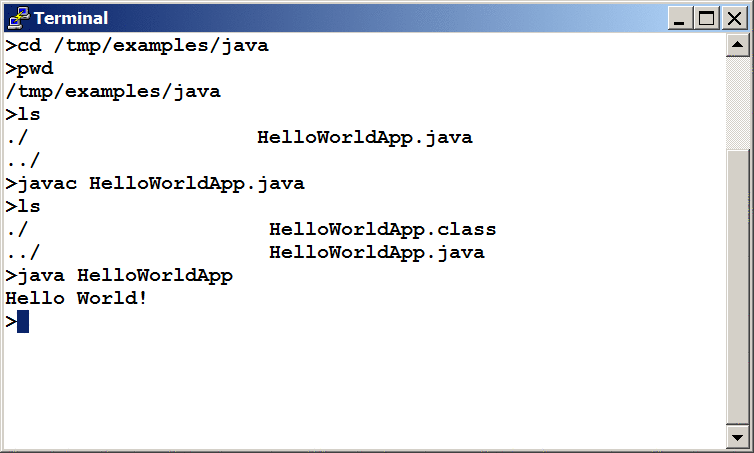 Terminal
>cd /tmp/examples/java
>pwd
/tmp/examples/java
>ls
./ HelloWorldApp.java
../
>javac HelloWorldApp.java
>ls
./ HelloWorldApp.class
../ HelloWorldApp.java
>java HelloWorldApp
Hello World!
>